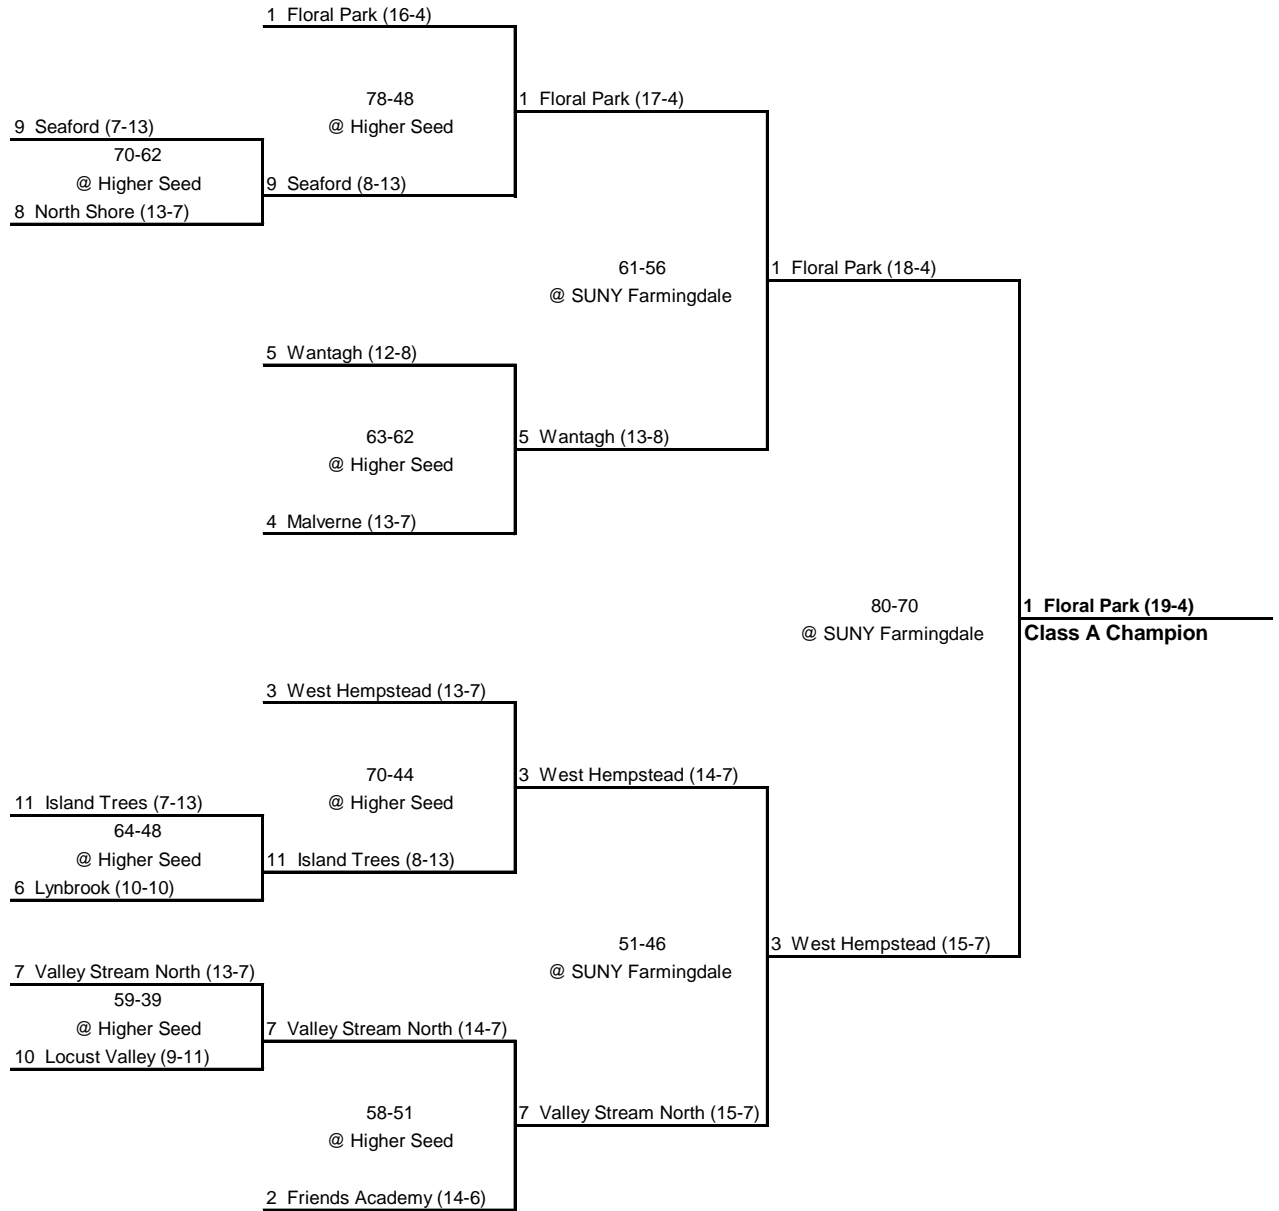 1 Floral Park (16-4)
78-48
@ Higher Seed
1 Floral Park (17-4)
9 Seaford (7-13)
70-62
@ Higher Seed
9 Seaford (8-13)
8 North Shore (13-7)
61-56
@ SUNY Farmingdale
1 Floral Park (18-4)
5 Wantagh (12-8)
63-62
@ Higher Seed
5 Wantagh (13-8)
4 Malverne (13-7)
80-70
@ SUNY Farmingdale
1 Floral Park (19-4)
Class A Champion
3 West Hempstead (13-7)
70-44
@ Higher Seed
3 West Hempstead (14-7)
11 Island Trees (7-13)
64-48
@ Higher Seed
11 Island Trees (8-13)
6 Lynbrook (10-10)
51-46
@ SUNY Farmingdale
3 West Hempstead (15-7)
7 Valley Stream North (13-7)
59-39
@ Higher Seed
7 Valley Stream North (14-7)
10 Locust Valley (9-11)
58-51
@ Higher Seed
7 Valley Stream North (15-7)
2 Friends Academy (14-6)